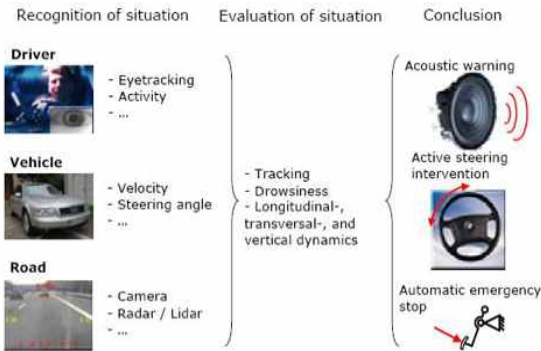 Recognition of situation
Evaluation of situation
Conclusion
Driver
- Eyetracking
- Activity
- ...
Vehicle
- Velocity
- Steering angle
- ...
Road
- Camera
- Radar / Lidar
- ...
- Tracking
- Drowsiness
- Longitudinal-,
transversal-, and
vertical dynamics
Acoustic warning
Active steering
intervention
Automatic emergency
stop